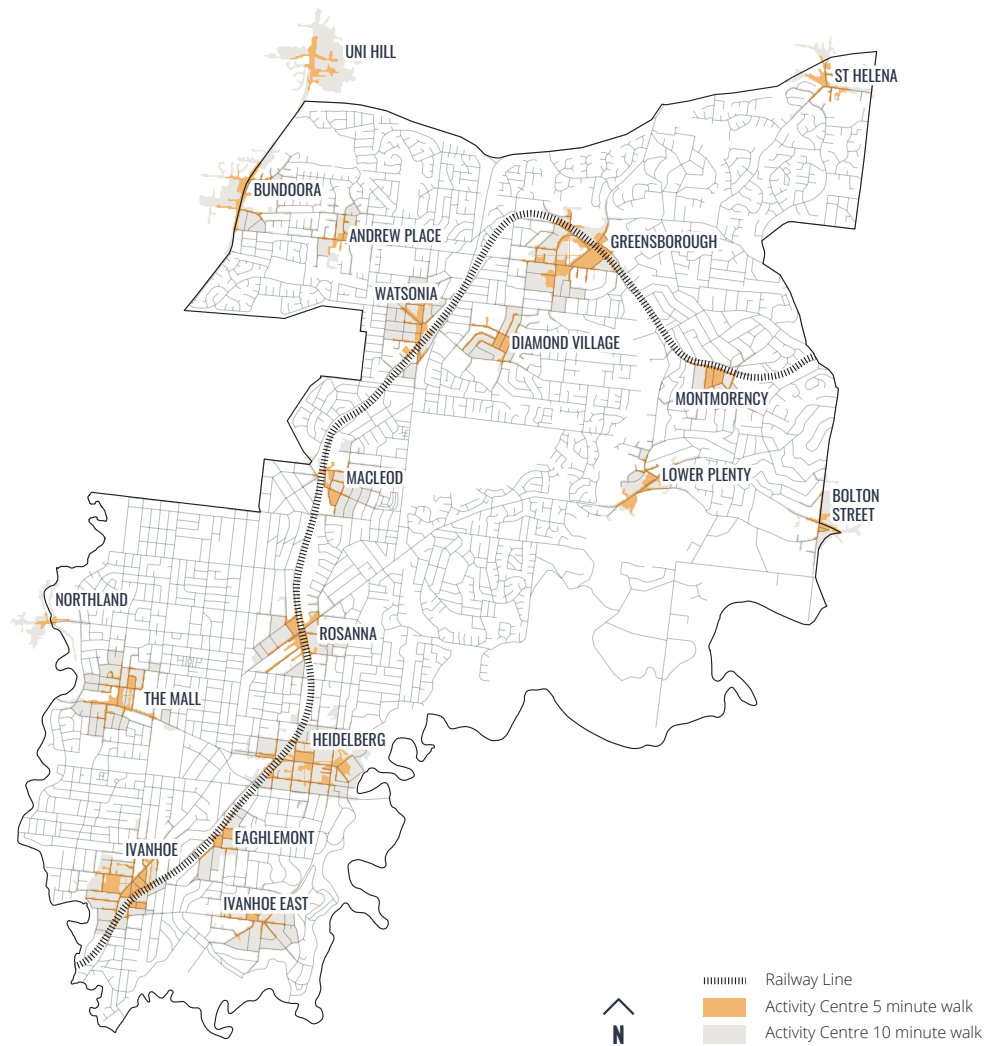 UNI HILL
ST HELENA
BUNDOORA
ANDREW PLACE
GREENSBOROUGH
WATSONIA
DIAMOND VILLAGE
MONTMORENCY
MACLEOD
LOWER PLENTY
BOLTON
STREET
NORTHLAND
ROSANNA
THE MALL
HEIDELBERG
EAGHLEMONT
IVANHOE
IVANHOE EAST
Railway Line
Activity Centre 5 minute walk
Activity Centre 10 minute walk
N